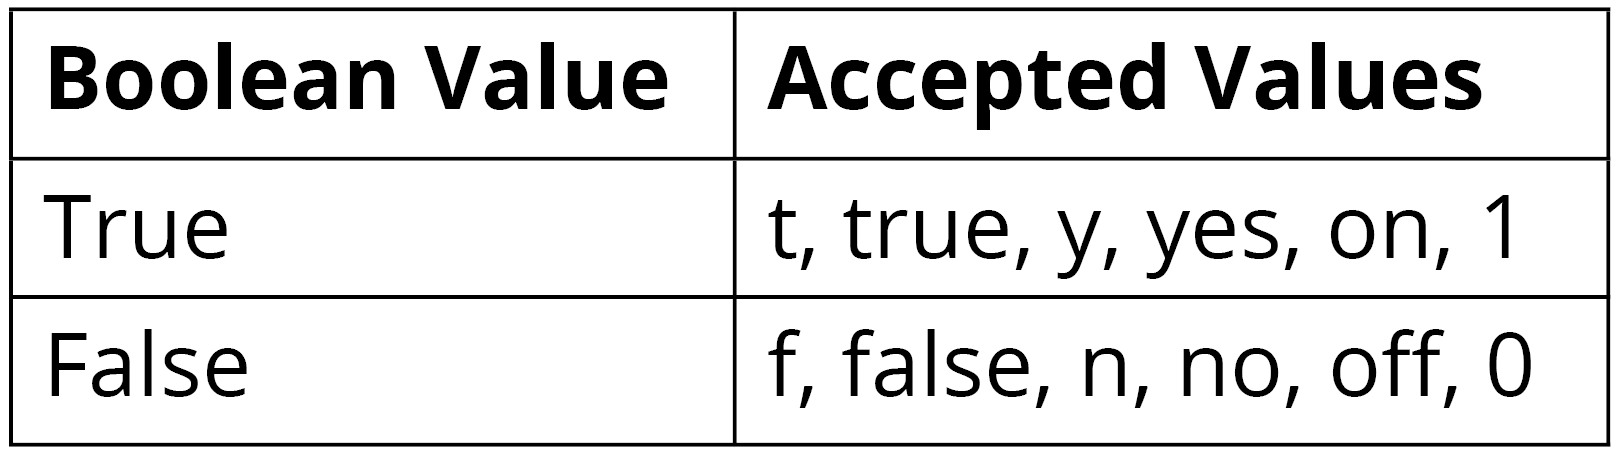 Boolean Value Accepted Values
True t, true, y, yes, on, 1
False f, false, n, no, off, 0